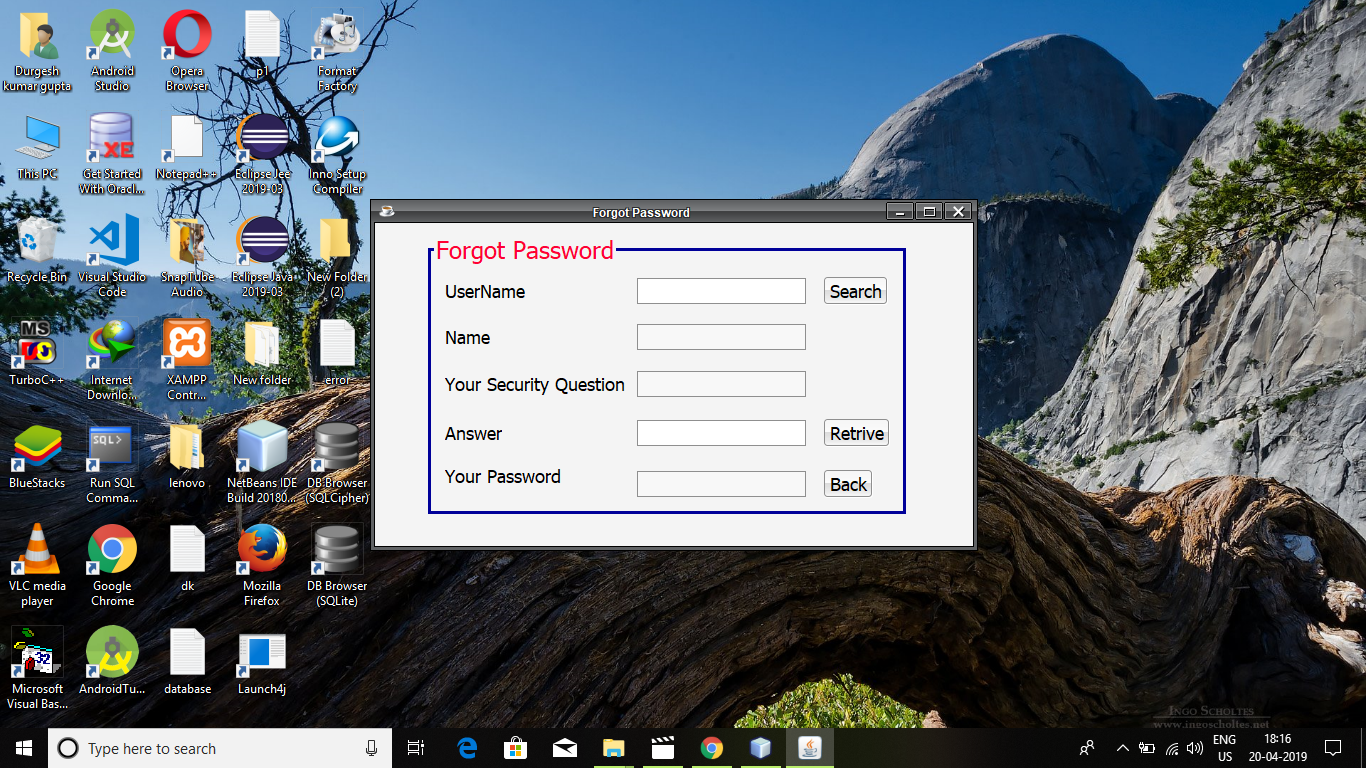 Durgesh
kumar gupta
Android
Studio
Opera
Browser
p1
Format
Factory
This PC
Get Started
With Oracl...
XE
Notepad++
Eclipse Jee
2019-03
Inno Setup
Compiler
Recycle Bin
Visual Studio
Code
SnapTube
Audio
Eclipse Java
2019-03
New Folder
(2)
MS
TurboC++
Internet
Downlo...
XAMPP
Contr...
New folder
error
BlueStacks
SQL>
Run SQL
Comma...
lenovo
NetBeans IDE
Build 20180...
DB Browser
(SQLCipher)
VLC media
player
Google
Chrome
dk
Mozilla
Firefox
DB Browser
(SQLite)
32
Microsoft
Visual Bas...
AndroidTu...
database
Launch4j
Forgot Password
Forgot Password
UserName
Search
Name
Your Security Question
Answer
Retrive
Your Password
Back
Ingo Scholtes
www.ingoscholtes.net
Type here to search
ENG
US
18:16
20-04-2019